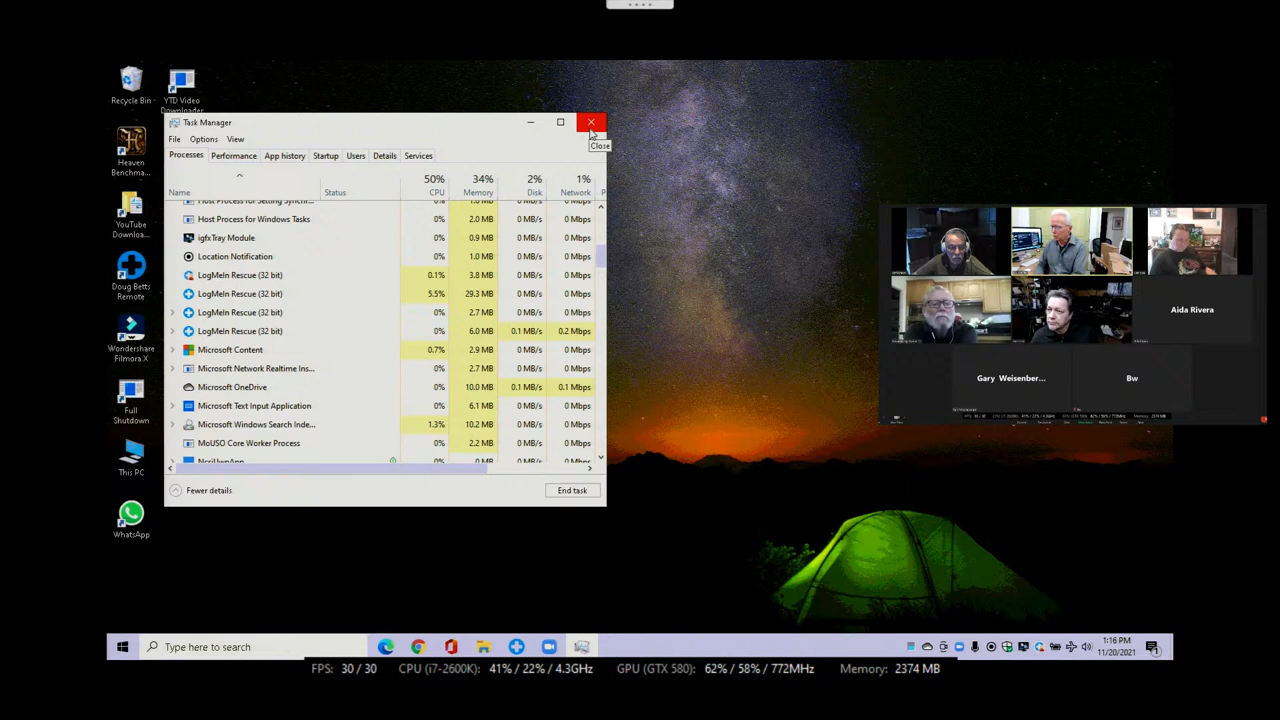 Recycle Bin
YTD Video
Downloader
Heaven
Benchmar...
YouTube
Downloa...
Doug Betts
Remote
Wondershare
Filmora X
Full
Shutdown
This PC
WhatsApp
Task Manager
Close
File Options View
Processes Performance App history Startup Users Details Services
50% 34% 2% 1%
Name Status CPU Memory Disk Network
Host Process for Setting Synchr... 0% 1.0 MB 0 MB/s 0 Mbps
Host Process for Windows Tasks 0% 2.0 MB 0 MB/s 0 Mbps
igfxTray Module 0% 0.9 MB 0 MB/s 0 Mbps
Location Notification 0% 1.0 MB 0 MB/s 0 Mbps
LogMeIn Rescue (32 bit) 0.1% 3.8 MB 0 MB/s 0 Mbps
LogMeIn Rescue (32 bit) 5.5% 29.3 MB 0 MB/s 0 Mbps
LogMeIn Rescue (32 bit) 0% 2.7 MB 0 MB/s 0 Mbps
LogMeIn Rescue (32 bit) 0% 6.0 MB 0.1 MB/s 0.2 Mbps
Microsoft Content 0.7% 2.9 MB 0 MB/s 0 Mbps
Microsoft Network Realtime Ins... 0% 2.7 MB 0 MB/s 0 Mbps
Microsoft OneDrive 0% 10.0 MB 0.1 MB/s 0.1 Mbps
Microsoft Text Input Application 0% 6.1 MB 0 MB/s 0 Mbps
Microsoft Windows Search Inde... 1.3% 10.2 MB 0 MB/s 0 Mbps
MoUSO Core Worker Process 0% 2.2 MB 0 MB/s 0 Mbps
0% 0 MB 0 MB/s 0 Mbps
Fewer details End task
Aida Rivera
Gary Weisenber... Bw
Type here to search
1:16 PM
11/20/2021
FPS: 30 / 30 CPU (i7-2600K): 41% / 22% / 4.3GHz GPU (GTX 580): 62% / 58% / 772MHz Memory: 2374 MB